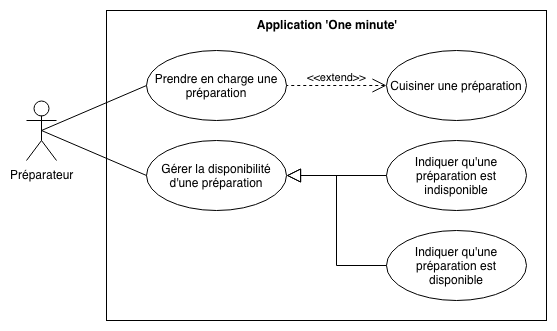 Application 'One minute'
Prendre en charge une
préparation
<<extend>>
Cuisiner une préparation
Préparateur
Gérer la disponibilité
d'une préparation
Indiquer qu'une
préparation est
indisponible
Indiquer qu'une
préparation est
disponible